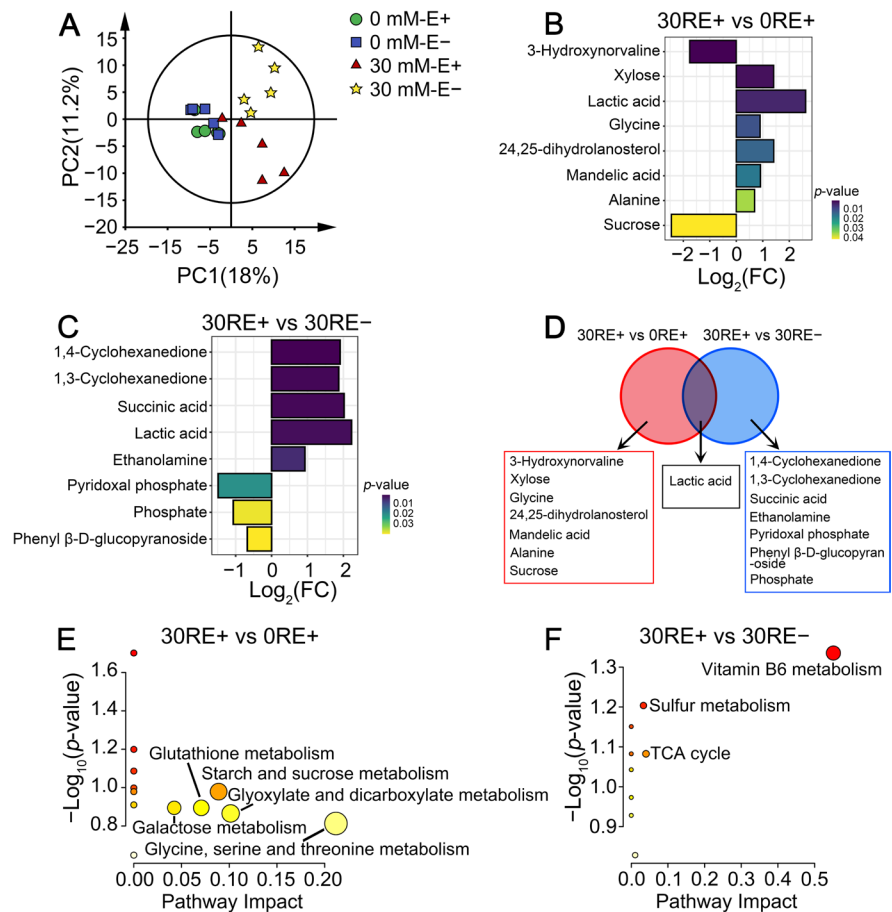 A
0 mM-E+
0 mM-E−
30 mM-E+
30 mM-E−
PC2(11.2%)
15
10
5
0
−5
−10
−15
−20
−25
−15
−5
5
15
PC1(18%)
B
30RE+ vs 0RE+
3-Hydroxynorvaline
Xylose
Lactic acid
Glycine
24,25-dihydrolanosterol
Mandelic acid
Alanine
Sucrose
p-value
0.01
0.02
0.03
0.04
−2 −1 0 1 2
Log2(FC)
C
30RE+ vs 30RE−
1,4-Cyclohexanedione
1,3-Cyclohexanedione
Succinic acid
Lactic acid
Ethanolamine
Pyridoxal phosphate
Phosphate
Phenyl β-D-glucopyranoside
p-value
0.01
0.02
0.03
−1 0 1 2
Log2(FC)
D
30RE+ vs 0RE+ 30RE+ vs 30RE−
3-Hydroxynorvaline
Xylose
Glycine
24,25-dihydrolanosterol
Mandelic acid
Alanine
Sucrose
Lactic acid
1,4-Cyclohexanedione
1,3-Cyclohexanedione
Succinic acid
Ethanolamine
Pyridoxal phosphate
Phenyl β-D-glucopyran
-oside
Phosphate
E
30RE+ vs 0RE+
−Log10(p-value)
1.6
1.2
1.0
0.8
Glutathione metabolism
Starch and sucrose metabolism
Glyoxylate and dicarboxylate metabolism
Galactose metabolism
Glycine, serine and threonine metabolism
0.00 0.05 0.10 0.15 0.20
Pathway Impact
F
30RE+ vs 30RE−
−Log10(p-value)
1.3
1.2
1.1
1.0
0.9
Vitamin B6 metabolism
Sulfur metabolism
TCA cycle
0.0 0.1 0.2 0.3 0.4 0.5
Pathway Impact